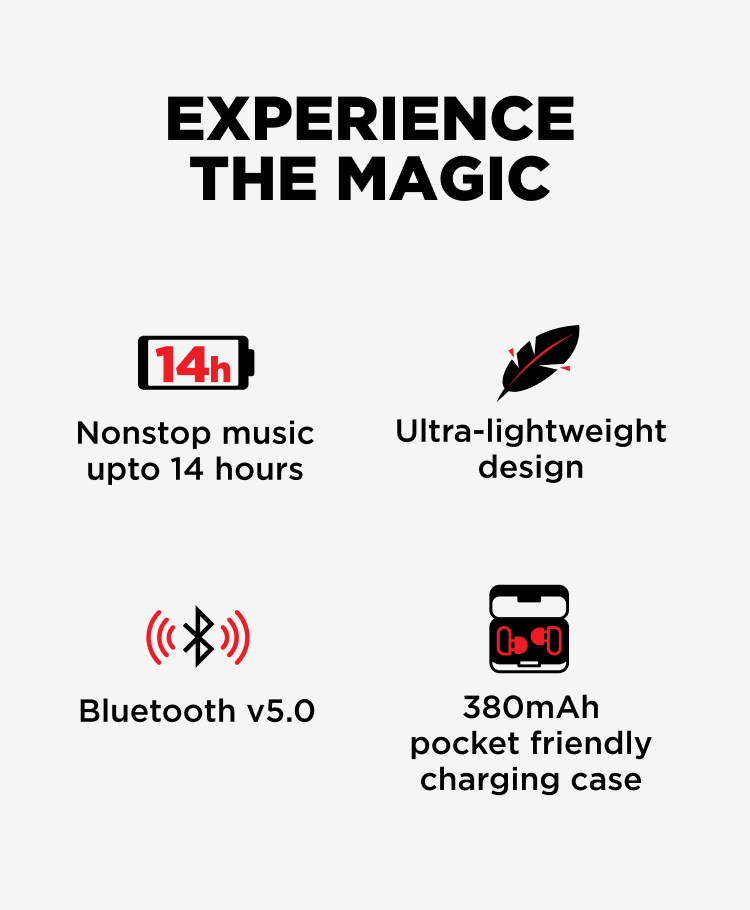 EXPERIENCE
THE MAGIC
14h
Nonstop music
upto 14 hours
Ultra-lightweight
design
Bluetooth v5.0
380mAh
pocket friendly
charging case